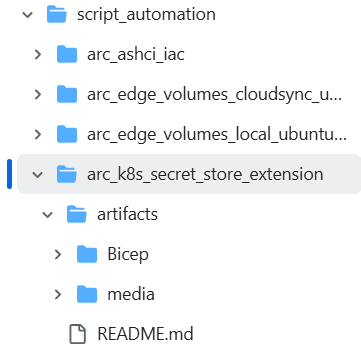 script_automation
arc_ashci_iac
arc_edge_volumes_cloudsync_u...
arc_edge_volumes_local_ubuntu...
arc_k8s_secret_store_extension
artifacts
Bicep
media
README.md